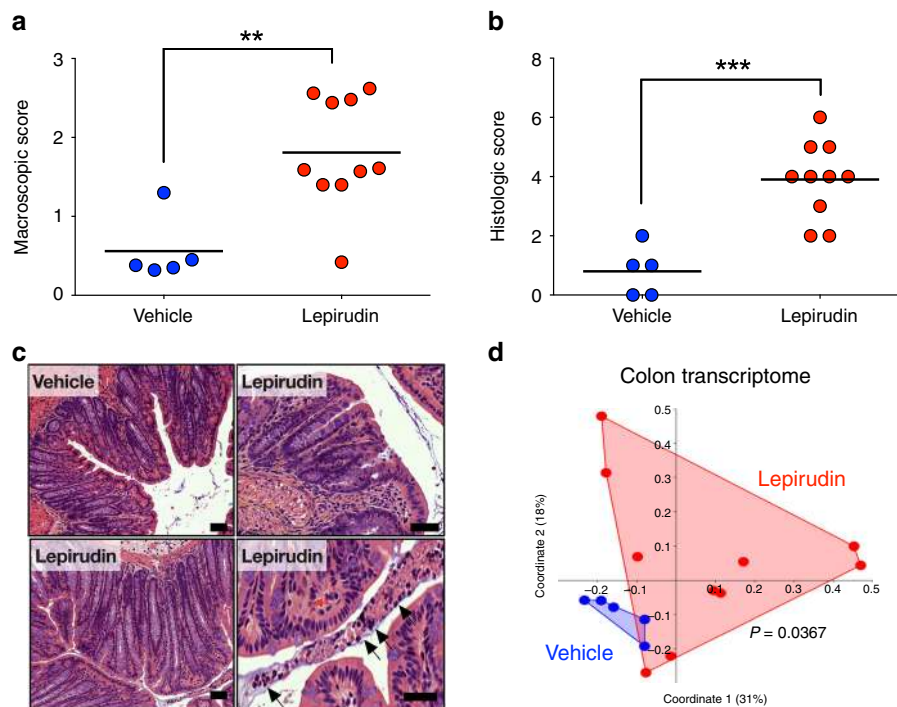 a
**
3
2
1
0
Macroscopic score
Vehicle
Lepirudin
b
***
8
6
4
2
0
Histologic score
Vehicle
Lepirudin
c
Vehicle
Lepirudin
Lepirudin
Lepirudin
d
Colon transcriptome
0.5
0.4
0.3
0.2
0.1
−0.1
−0.2
Coordinate 2 (18%)
−0.2
−0.1
0.1
0.2
0.3
0.4
0.5
Lepirudin
Vehicle
P = 0.0367
Coordinate 1 (31%)